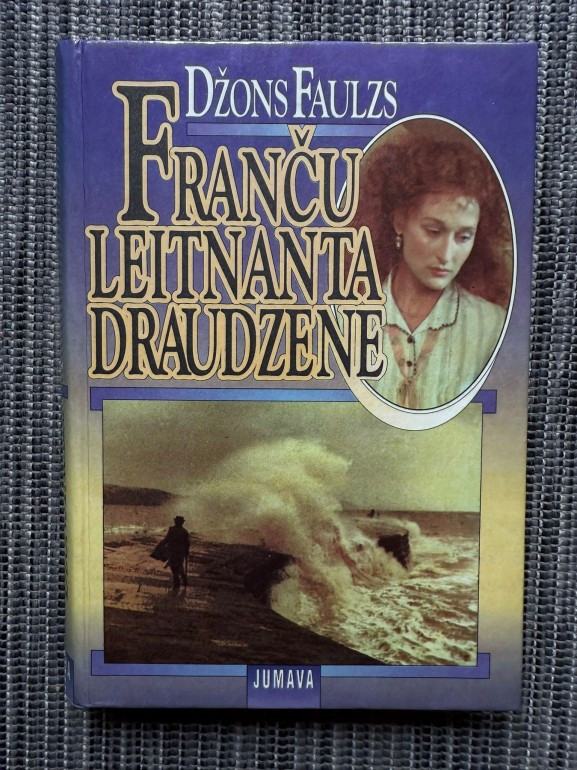 DŽONS FAULZS
FRANČU
LEITNANTA
DRAUDZENE
JUMAVA